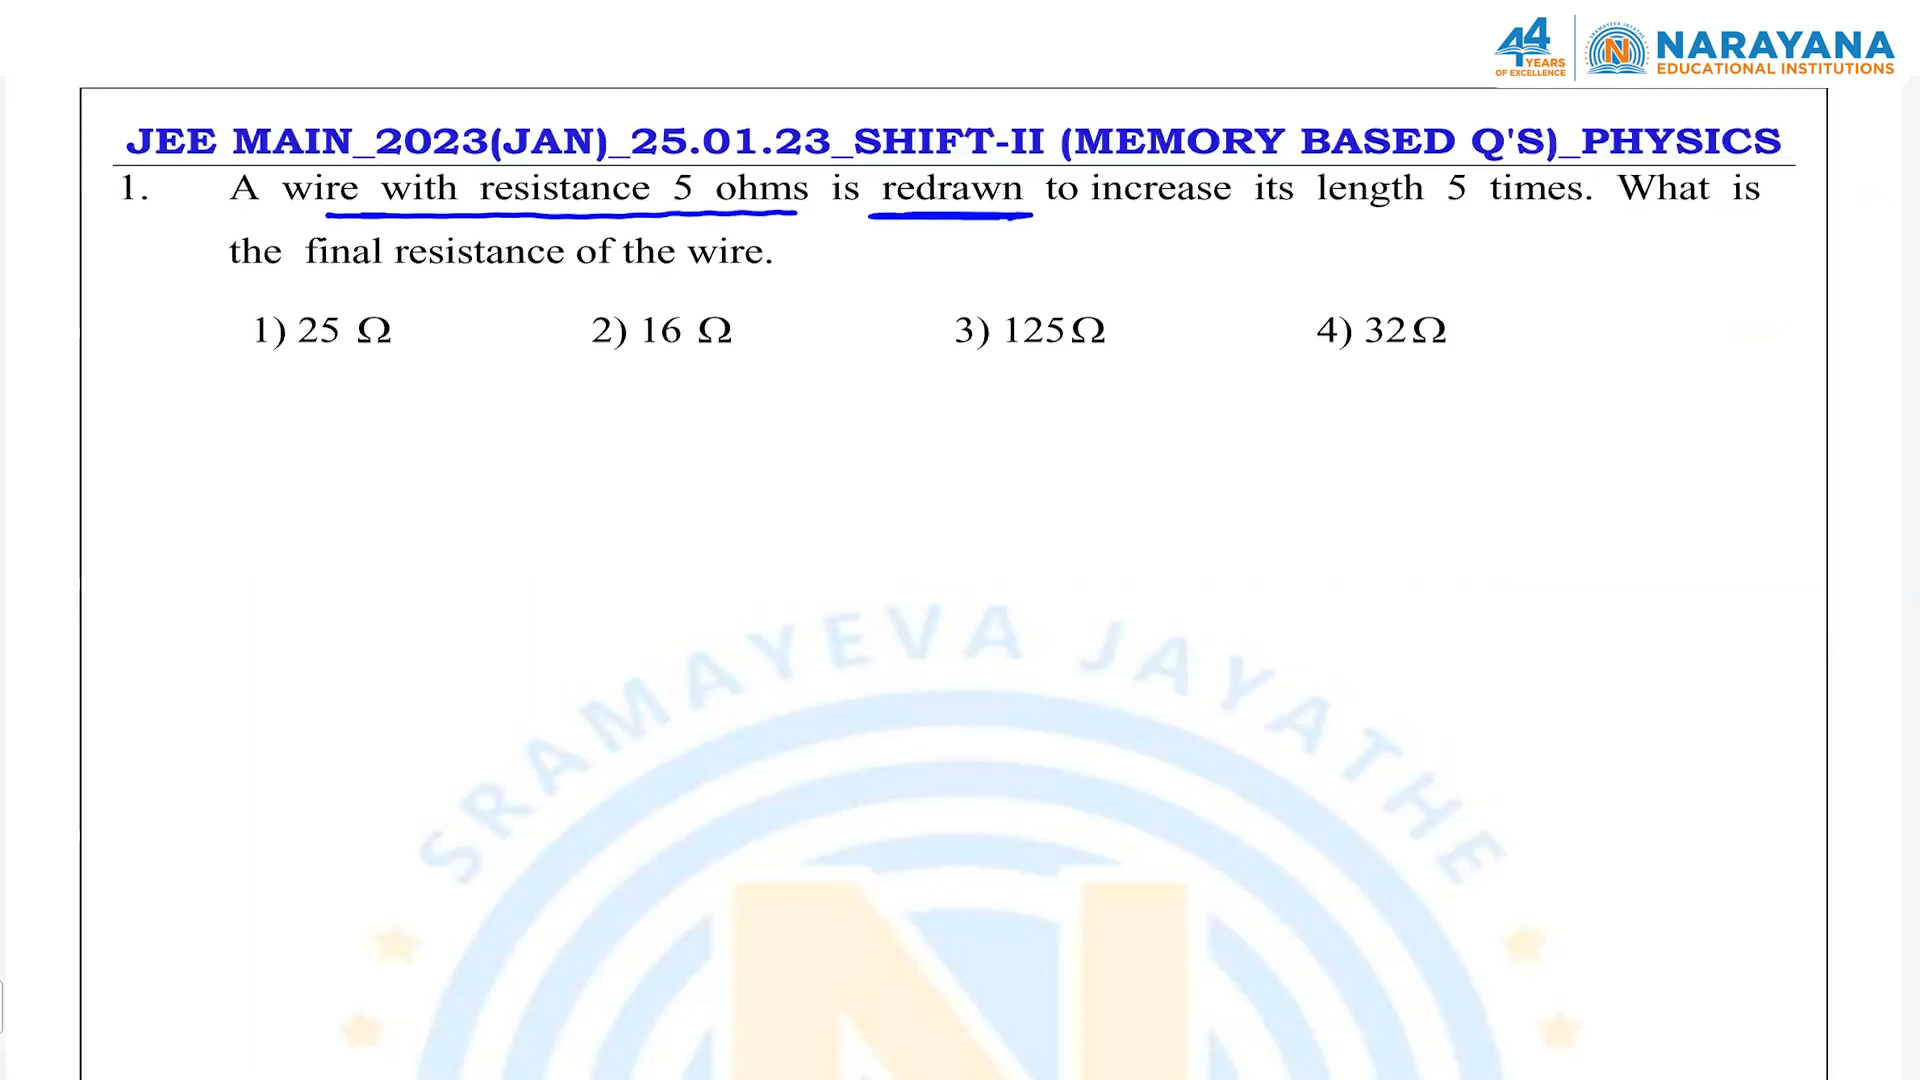 44
YEARS
OF EXCELLENCE
SRAMAYEVA JAYATHE
N
NARAYANA
EDUCATIONAL INSTITUTIONS
JEE MAIN_2023(JAN)_25.01.23_SHIFT-II (MEMORY BASED Q'S)_PHYSICS
1. A wire with resistance 5 ohms is redrawn to increase its length 5 times. What is
the final resistance of the wire.
1) 25 Ω 2) 16 Ω 3) 125Ω 4) 32Ω
SRAMAYEVA JAYATHE
N